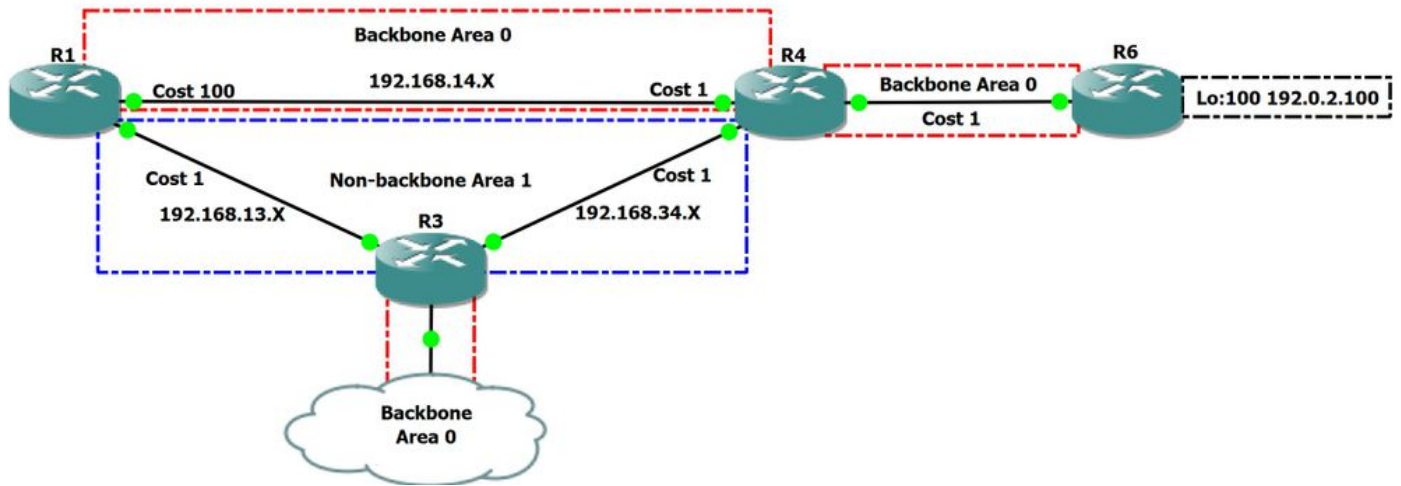 Backbone Area 0
R1
R4
R6
Cost 100
192.168.14.X
Cost 1
Backbone Area 0
Cost 1
Lo:100 192.0.2.100
Cost 1
Non-backbone Area 1
Cost 1
192.168.13.X
R3
192.168.34.X
Backbone
Area 0